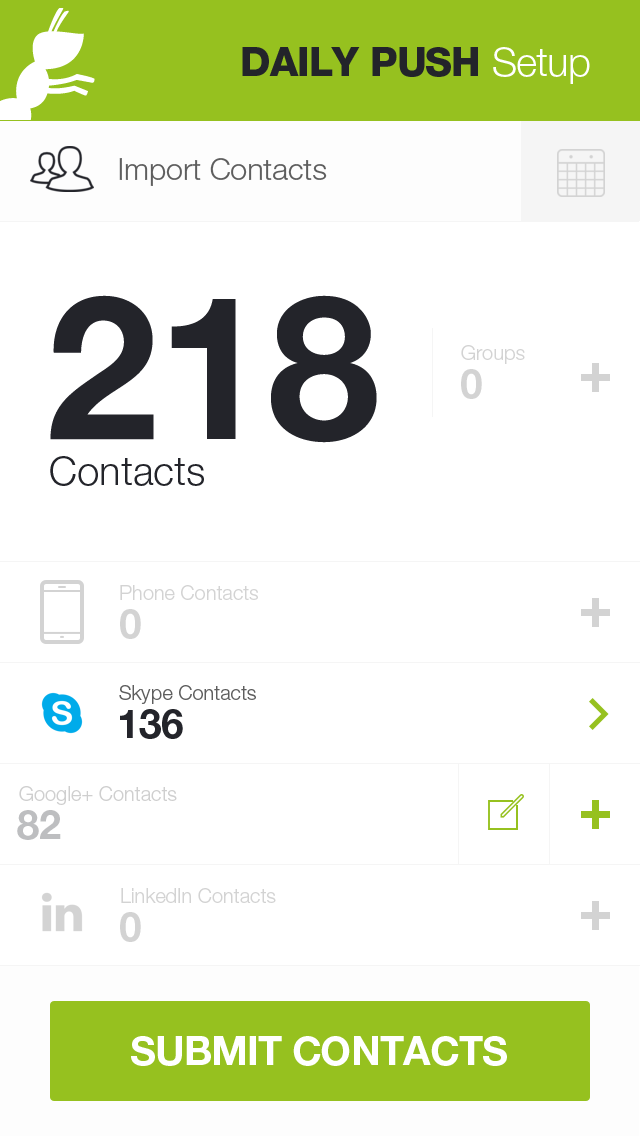 DAILY PUSH Setup
Import Contacts
218
Contacts
Groups
0
Phone Contacts
0
Skype Contacts
136
Google+ Contacts
82
LinkedIn Contacts
0
SUBMIT CONTACTS